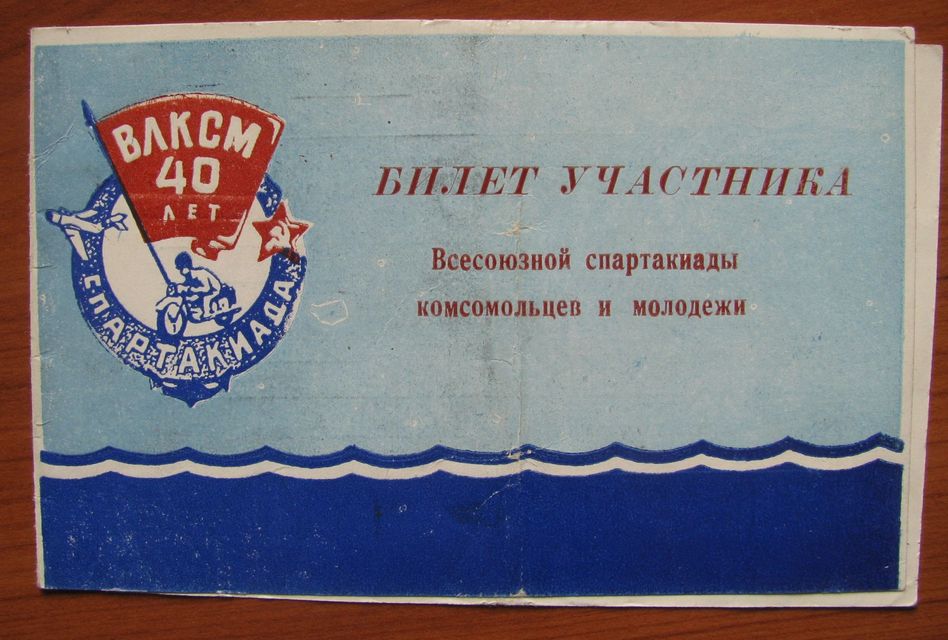 ВЛКСМ
40
ЛЕТ
СПАРТАКИАДА
БИЛЕТ УЧАСТНИКА
Всесоюзной спартакиады
комсомольцев и молодежи